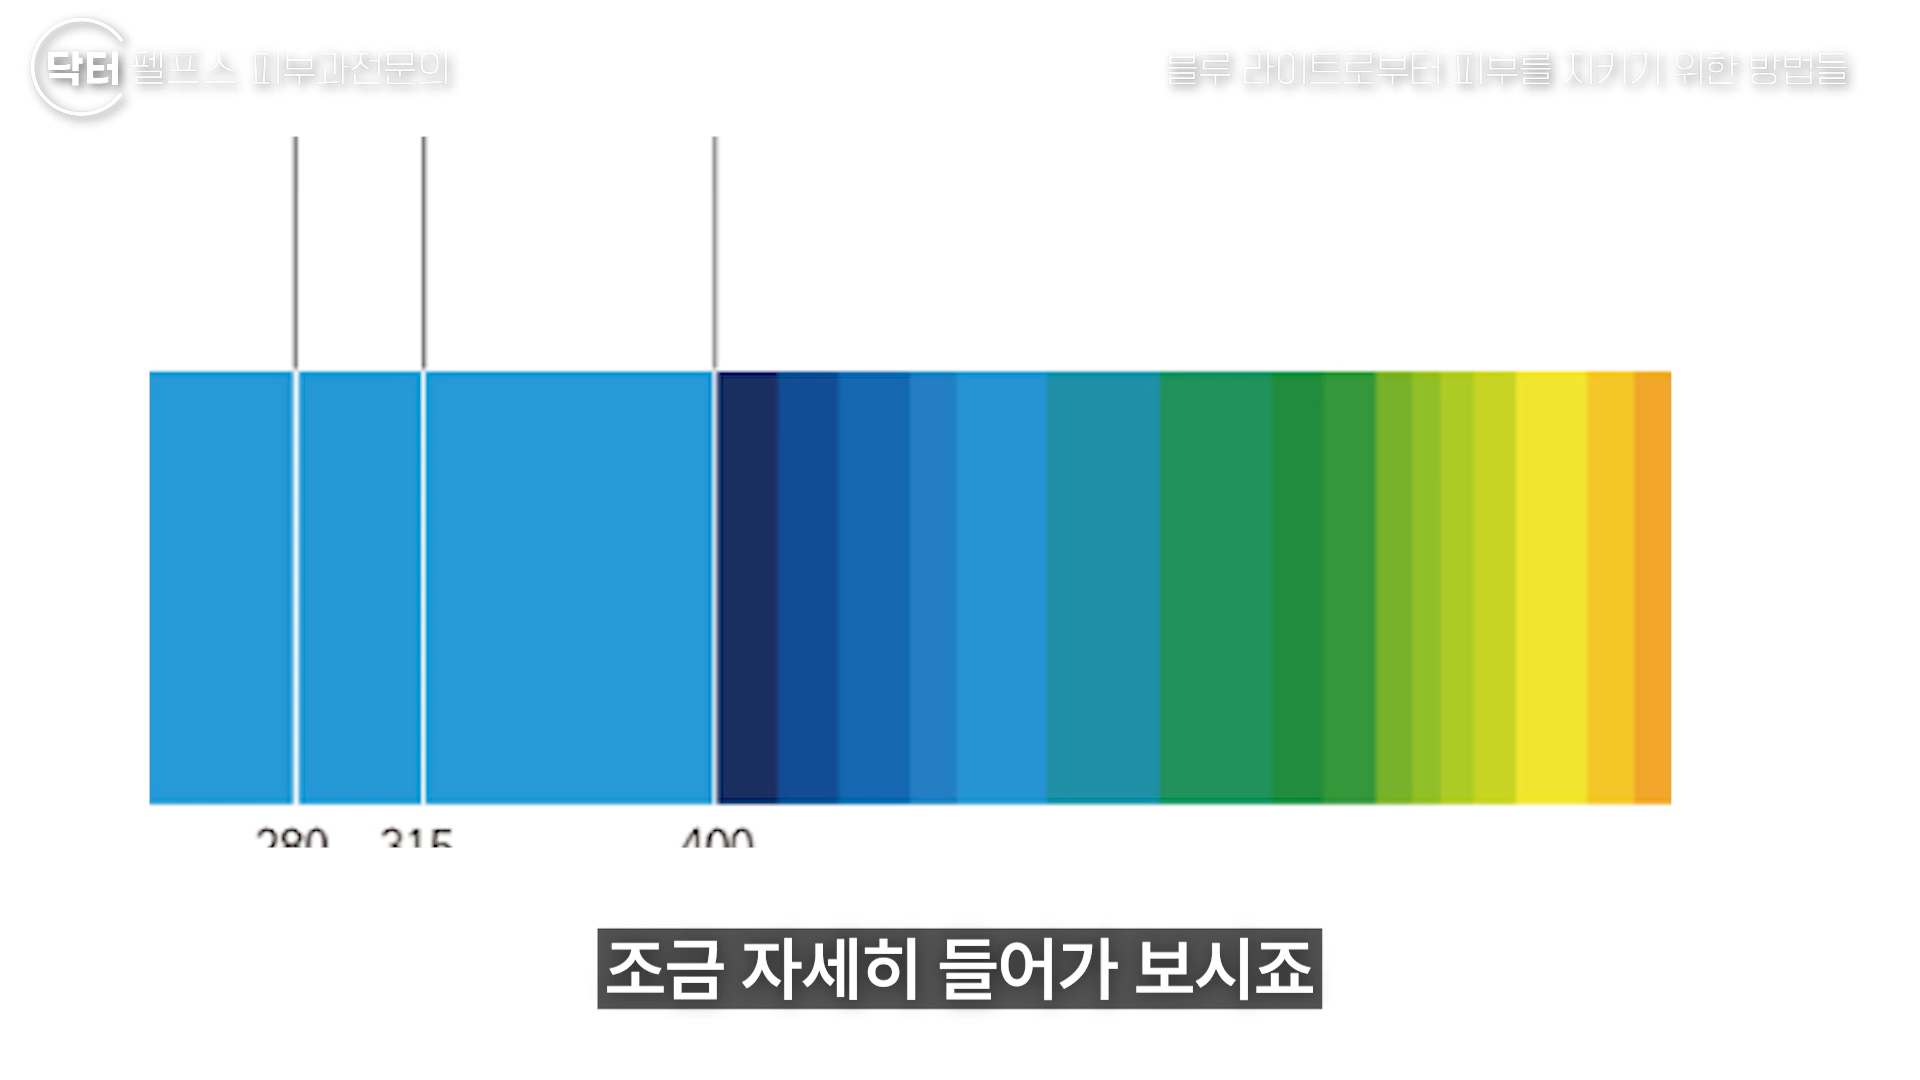 닥터 펠프스 피부과전문의
블루 라이트로부터 피부를 지키기 위한 방법들
280 315 400
조금 자세히 들어가 보시죠